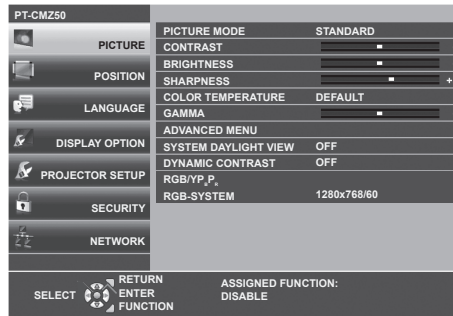 PT-CMZ50
PICTURE
POSITION
LANGUAGE
DISPLAY OPTION
PROJECTOR SETUP
SECURITY
NETWORK
PICTURE MODE STANDARD
CONTRAST
BRIGHTNESS
SHARPNESS +
COLOR TEMPERATURE DEFAULT
GAMMA
ADVANCED MENU
SYSTEM DAYLIGHT VIEW OFF
DYNAMIC CONTRAST OFF
RGB/YPBPR
RGB-SYSTEM 1280x768/60
SELECT
RETURN
ENTER
FUNCTION
ASSIGNED FUNCTION:
DISABLE